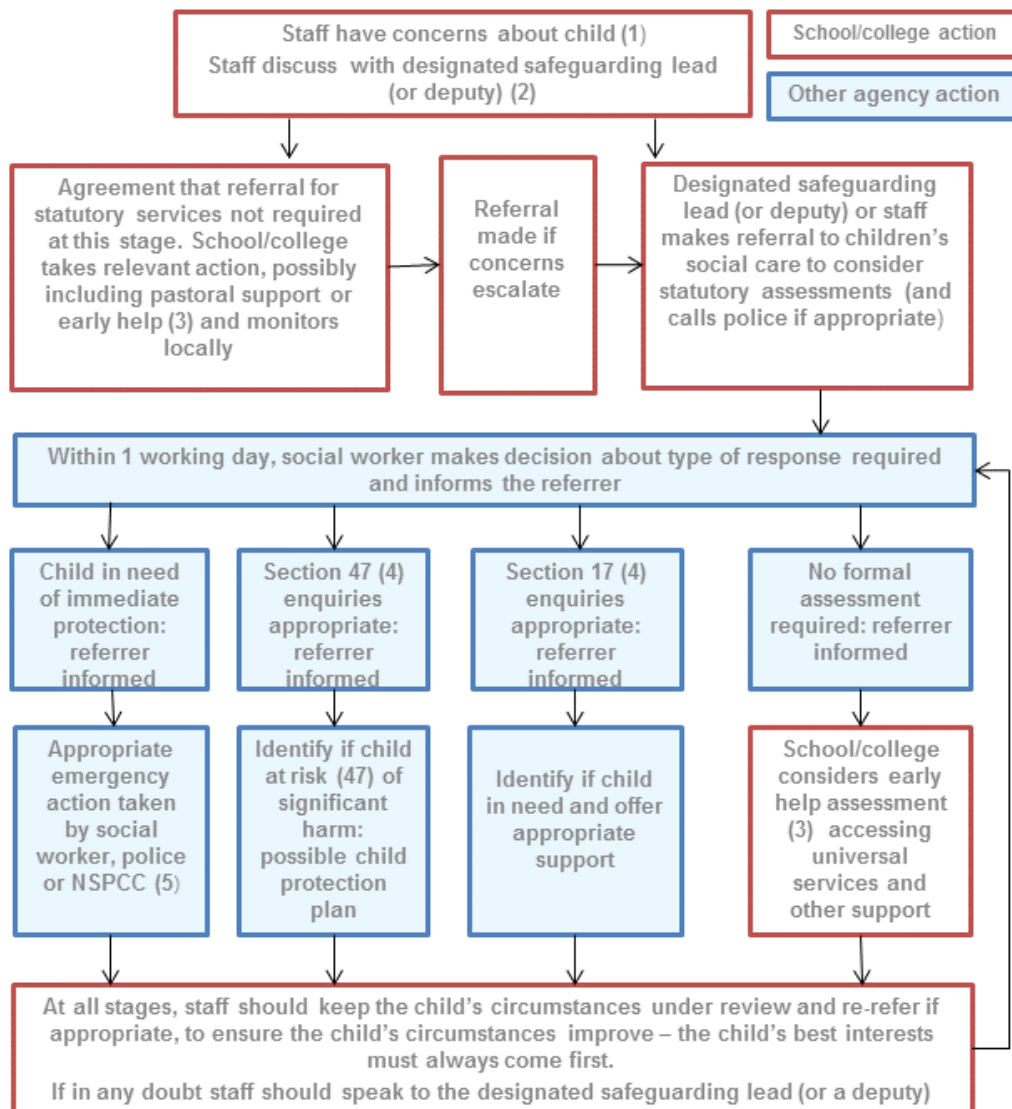 Staff have concerns about child (1)
Staff discuss with designated safeguarding lead
(or deputy) (2)
School/college action
Other agency action
Agreement that referral for
statutory services not required
at this stage. School/college
takes relevant action, possibly
including pastoral support or
early help (3) and monitors
locally
Referral
made if
concerns
escalate
Designated safeguarding
lead (or deputy) or staff
makes referral to children's
social care to consider
statutory assessments (and
calls police if appropriate)
Within 1 working day, social worker makes decision about type of response required
and informs the referrer
Child in need
of immediate
protection:
referrer
informed
Section 47 (4)
enquiries
appropriate:
referrer
informed
Section 17 (4)
enquiries
appropriate:
referrer
informed
No formal
assessment
required: referrer
informed
Appropriate
emergency
action taken
by social
worker, police
or NSPCC (5)
Identify if child
at risk (47) of
significant
harm:
possible child
protection
plan
Identify if child
in need and offer
appropriate
support
School/college
considers early
help assessment
(3) accessing
universal
services and
other support
At all stages, staff should keep the child's circumstances under review and re-refer if
appropriate, to ensure the child's circumstances improve – the child's best interests
must always come first.
If in any doubt staff should speak to the designated safeguarding lead (or a deputy)